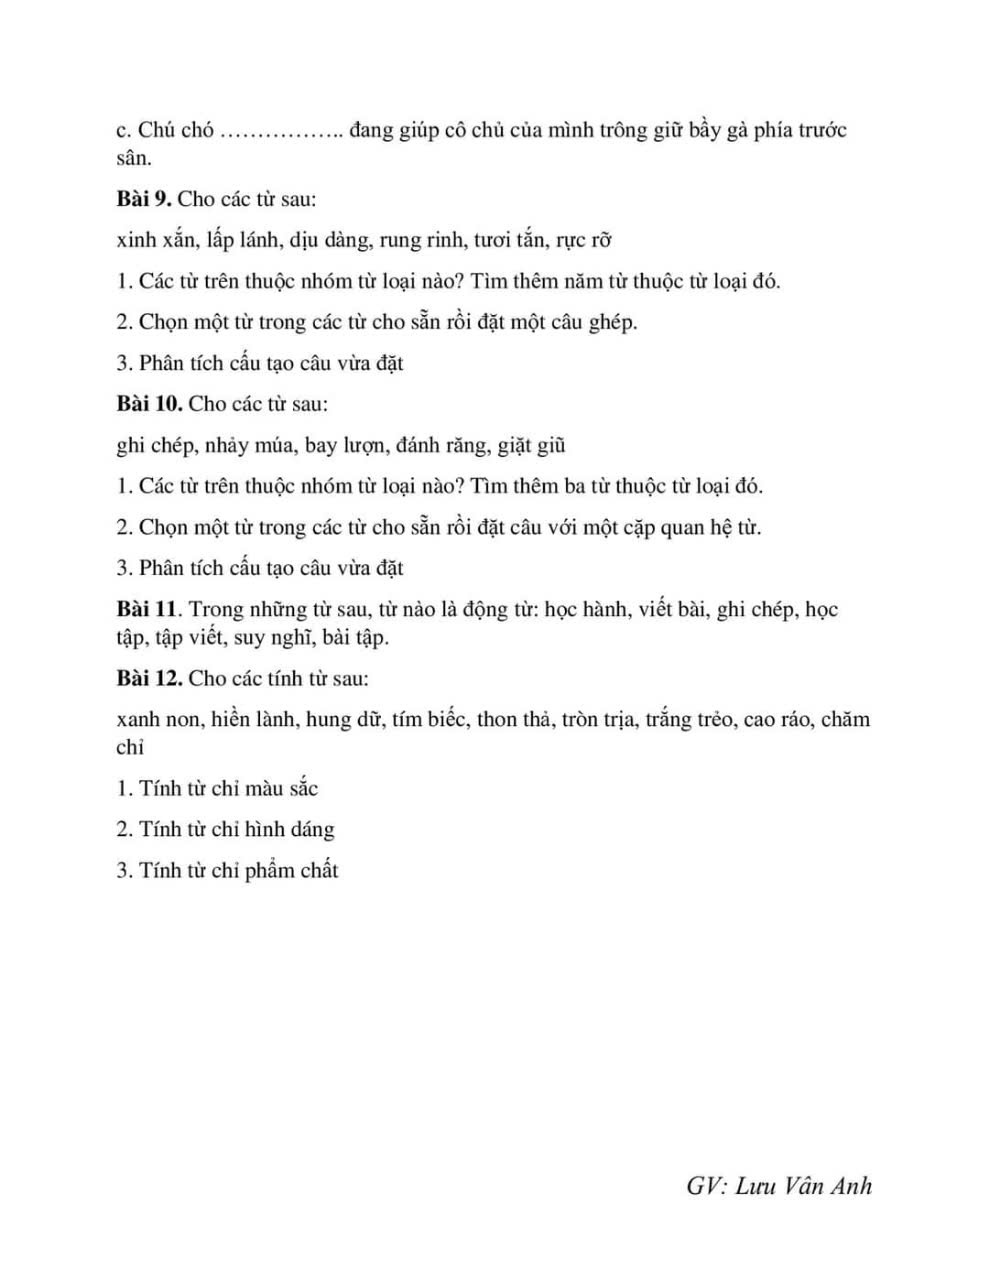 c. Chú chó …………….. đang giúp cô chủ của mình trông giữ bầy gà phía trước
sân.
Bài 9. Cho các từ sau:
xinh xắn, lấp lánh, dịu dàng, rung rinh, tươi tắn, rực rỡ
1. Các từ trên thuộc nhóm từ loại nào? Tìm thêm năm từ thuộc từ loại đó.
2. Chọn một từ trong các từ cho sẵn rồi đặt một câu ghép.
3. Phân tích cấu tạo câu vừa đặt
Bài 10. Cho các từ sau:
ghi chép, nhảy múa, bay lượn, đánh răng, giặt giũ
1. Các từ trên thuộc nhóm từ loại nào? Tìm thêm ba từ thuộc từ loại đó.
2. Chọn một từ trong các từ cho sẵn rồi đặt câu với một cặp quan hệ từ.
3. Phân tích cấu tạo câu vừa đặt
Bài 11. Trong những từ sau, từ nào là động từ: học hành, viết bài, ghi chép, học
tập, tập viết, suy nghĩ, bài tập.
Bài 12. Cho các tính từ sau:
xanh non, hiền lành, hung dữ, tím biếc, thon thả, tròn trịa, trắng trẻo, cao ráo, chăm
chỉ
1. Tính từ chỉ màu sắc
2. Tính từ chỉ hình dáng
3. Tính từ chỉ phẩm chất
GV: Lưu Vân Anh